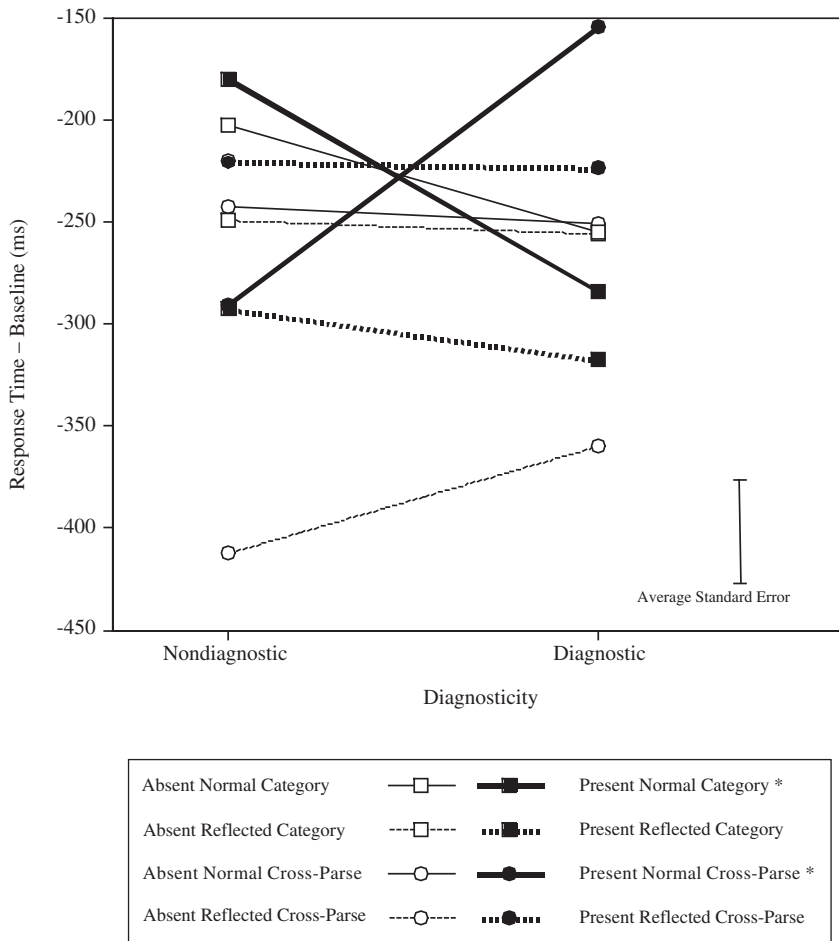 -150
-200
-250
-300
-350
-400
-450
Response Time – Baseline (ms)
Average Standard Error
Nondiagnostic
Diagnostic
Diagnosticity
Absent Normal Category
Present Normal Category *
Absent Reflected Category
Present Reflected Category
Absent Normal Cross-Parse
Present Normal Cross-Parse *
Absent Reflected Cross-Parse
Present Reflected Cross-Parse